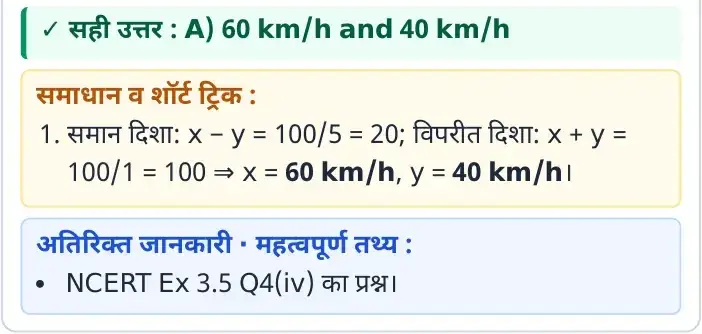 ✓ सही उत्तर : A) 60 km/h and 40 km/h
समाधान व शॉर्ट ट्रिक :
1. समान दिशा: x − y = 100/5 = 20; विपरीत दिशा: x + y =
100/1 = 100 ⇒ x = 60 km/h, y = 40 km/h।
अतिरिक्त जानकारी · महत्वपूर्ण तथ्य :
• NCERT Ex 3.5 Q4(iv) का प्रश्न।